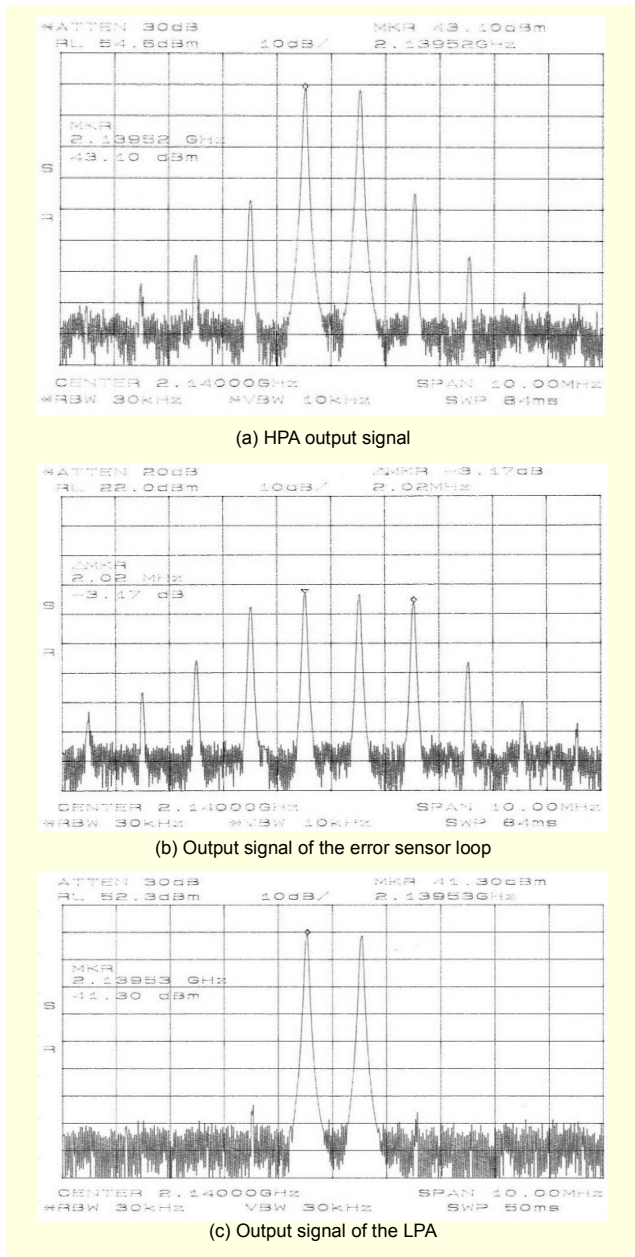 *ATTEN 30dB MKR 43.10dBm
RL 54.5dBm 10dB/ 2.13952GHz
MKR
2.13952 GHz
43.10 dBm
S
R
CENTER 2.14000GHz SPAN 10.00MHz
*RBW 30kHz *VBW 10kHz SWP 84ms
(a) HPA output signal
*ATTEN 20dB ΔMKR -3.17dB
RL 22.0dBm 10dB/ 2.02MHz
ΔMKR
2.02 MHz
-3.17 dB
S
R
CENTER 2.14000GHz SPAN 10.00MHz
*RBW 30kHz *VBW 10kHz SWP 84ms
(b) Output signal of the error sensor loop
ATTEN 30dB MKR 41.30dBm
RL 52.3dBm 10dB/ 2.13953GHz
MKR
2.13953 GHz
41.30 dBm
S
R
CENTER 2.14000GHz SPAN 10.00MHz
*RBW 30kHz VBW 30kHz SWP 50ms
(c) Output signal of the LPA